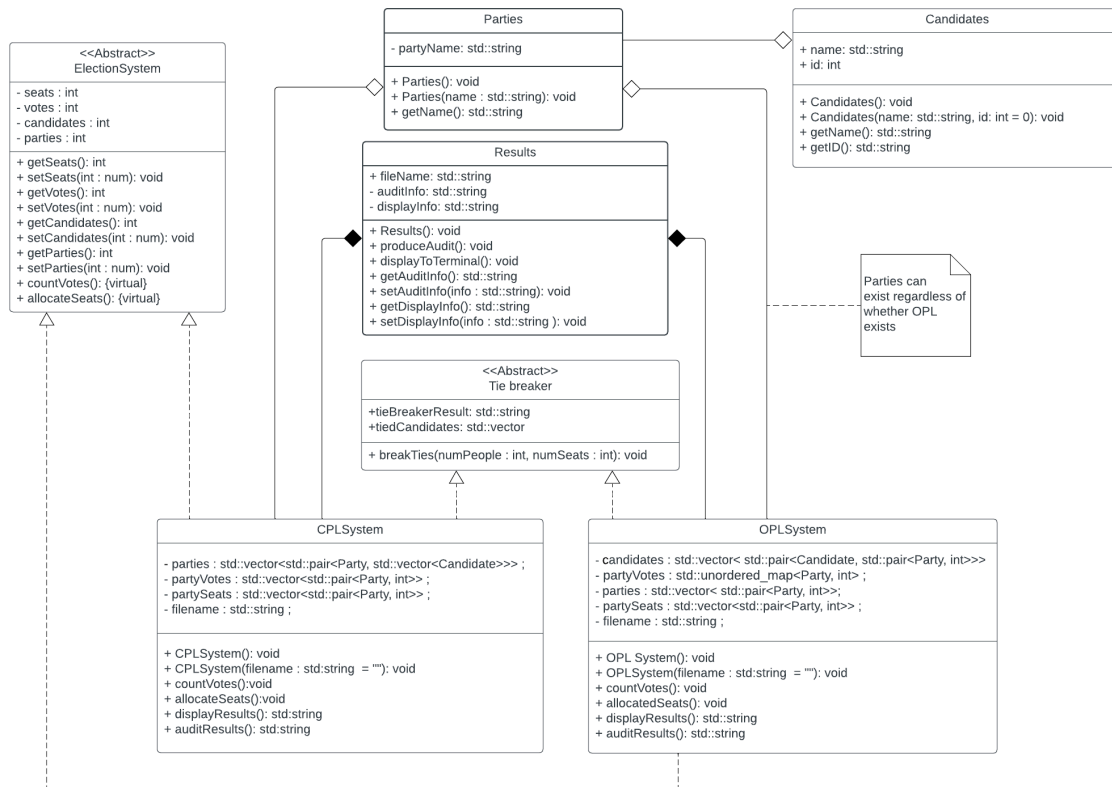 Parties
- partyName: std::string
+ Parties(): void
+ Parties(name : std::string): void
+ getName(): std::string
Candidates
+ name: std::string
+ id: int
+ Candidates(): void
+ Candidates(name: std::string, id: int = 0): void
+ getName(): std::string
+ getID(): std::string
<<Abstract>>
ElectionSystem
- seats : int
- votes : int
- candidates : int
- parties : int
+ getSeats(): int
+ setSeats(int : num): void
+ getVotes(): int
+ setVotes(int : num): void
+ getCandidates(): int
+ setCandidates(int : num): void
+ getParties(): int
+ setParties(int : num): void
+ countVotes(): {virtual}
+ allocateSeats(): {virtual}
Results
+ fileName: std::string
- auditInfo: std::string
- displayInfo: std::string
+ Results(): void
+ produceAudit(): void
+ displayToTerminal(): void
+ getAuditInfo(): std::string
+ setAuditInfo(info : std::string): void
+ getDisplayInfo(): std::string
+ setDisplayInfo(info : std::string ): void
Parties can
exist regardless of
whether OPL
exists
<<Abstract>>
Tie breaker
+tieBreakerResult: std::string
+tiedCandidates: std::vector
+ breakTies(numPeople : int, numSeats : int): void
CPLSystem
- parties : std::vector<std::pair<Party, std::vector<Candidate>>> ;
- partyVotes : std::vector<std::pair<Party, int>> ;
- partySeats : std::vector<std::pair<Party, int>> ;
- filename : std::string ;
+ CPLSystem(): void
+ CPLSystem(filename : std:string  = ""): void
+ countVotes():void
+ allocateSeats():void
+ displayResults(): std:string
+ auditResults(): std:string
OPLSystem
- candidates : std::vector< std::pair<Candidate, std::pair<Party, int>>>
- partyVotes : std::unordered_map<Party, int> ;
- parties : std::vector< std::pair<Party, int>>;
- partySeats : std::vector<std::pair<Party, int>> ;
- filename : std::string ;
+ OPL System(): void
+ OPLSystem(filename : std::string  = ""): void
+ countVotes(): void
+ allocatedSeats(): void
+ displayResults(): std::string
+ auditResults(): std::string